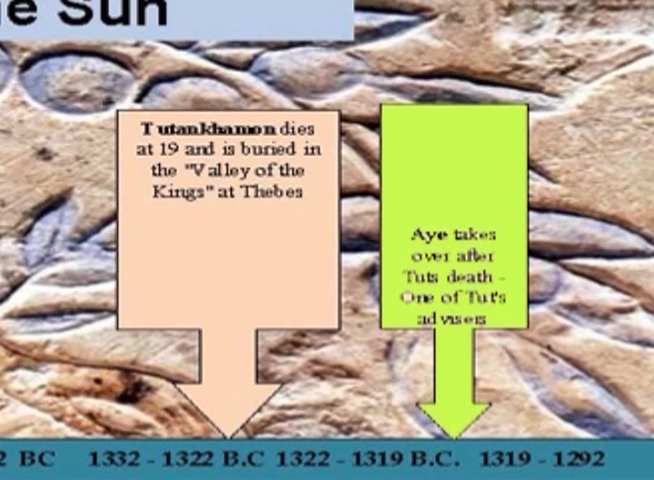 e Sun
Tutankhamon dies
at 19 and is buried in
the "Valley of the
Kings" at Thebes
Aye takes
over after
Tuts death -
One of Tut's
advisers
2 BC 1332 - 1322 B.C 1322 - 1319 B.C. 1319 - 1292